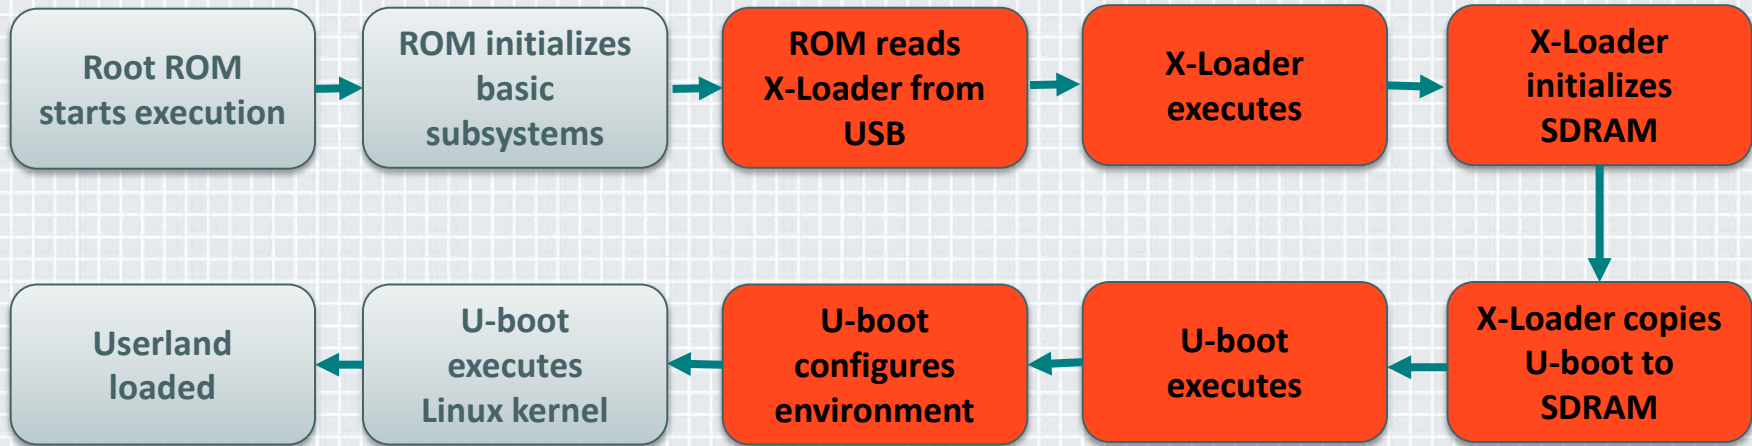 Root ROM
starts execution
ROM initializes
basic
subsystems
ROM reads
X-Loader from
USB
X-Loader
executes
X-Loader
initializes
SDRAM
X-Loader copies
U-boot to
SDRAM
U-boot
executes
U-boot
configures
environment
U-boot
executes
Linux kernel
Userland
loaded